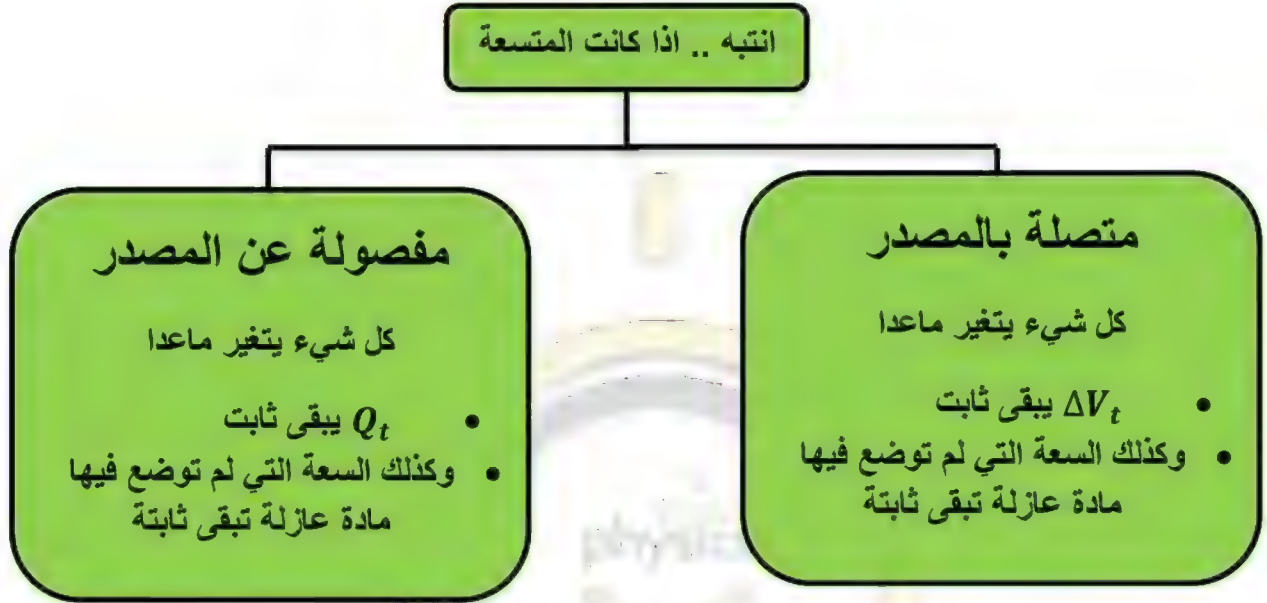 انتبه .. اذا كانت المتسعة
متصلة بالمصدر
كل شيء يتغير ماعدا
• ΔVₜ يبقى ثابت
• وكذلك السعة التي لم توضع فيها
مادة عازلة تبقى ثابتة
مفصولة عن المصدر
كل شيء يتغير ماعدا
• Qₜ يبقى ثابت
• وكذلك السعة التي لم توضع فيها
مادة عازلة تبقى ثابتة